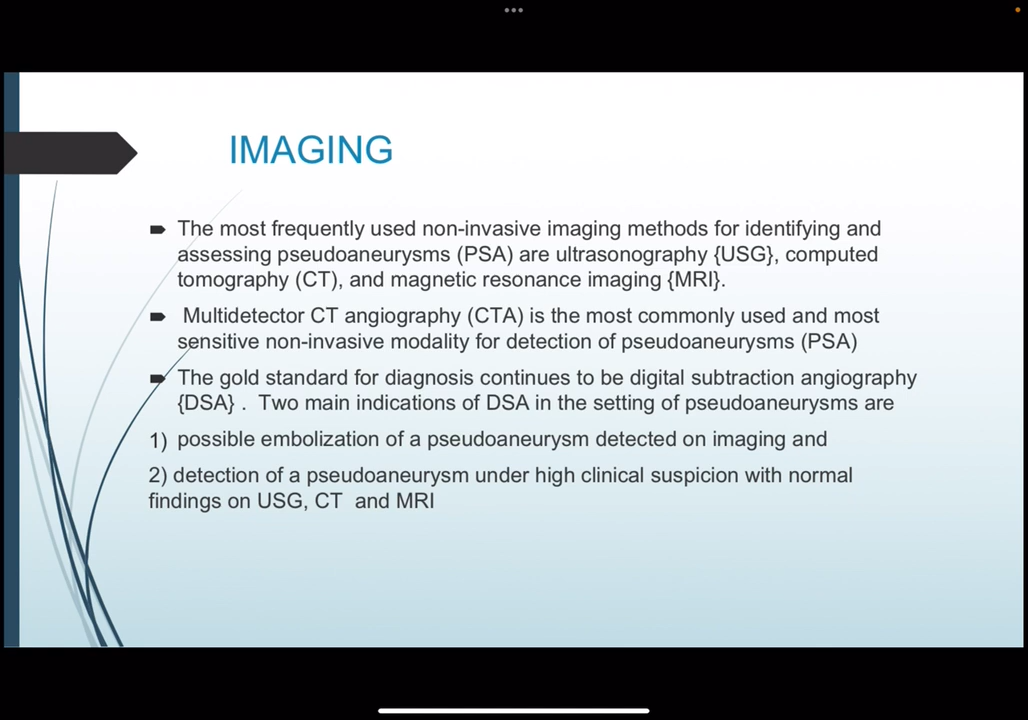 IMAGING
The most frequently used non-invasive imaging methods for identifying and
assessing pseudoaneurysms (PSA) are ultrasonography {USG}, computed
tomography (CT), and magnetic resonance imaging {MRI}.
Multidetector CT angiography (CTA) is the most commonly used and most
sensitive non-invasive modality for detection of pseudoaneurysms (PSA)
The gold standard for diagnosis continues to be digital subtraction angiography
{DSA} . Two main indications of DSA in the setting of pseudoaneurysms are
1) possible embolization of a pseudoaneurysm detected on imaging and
2) detection of a pseudoaneurysm under high clinical suspicion with normal
findings on USG, CT and MRI